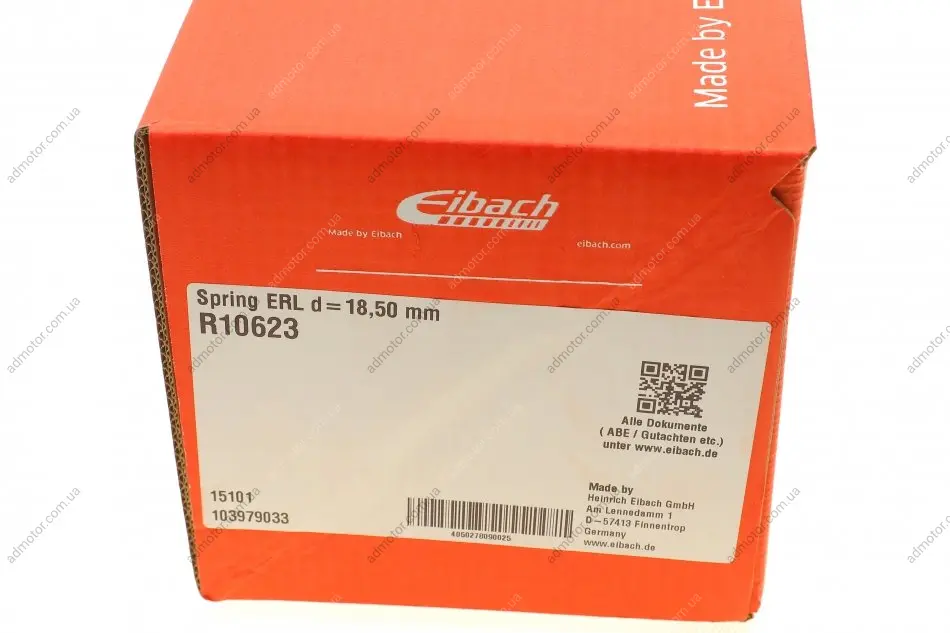 Made by E
Eibach
Made by Eibach
eibach.com
Spring ERL d=18,50 mm
R10623
Alle Dokumente
( ABE / Gutachten etc.)
unter www.eibach.de
15101
103979033
4050278090025
Made by
Heinrich Eibach GmbH
Am Lennedamm 1
D-57413 Finnentrop
Germany
www.eibach.de
admotor.com.ua